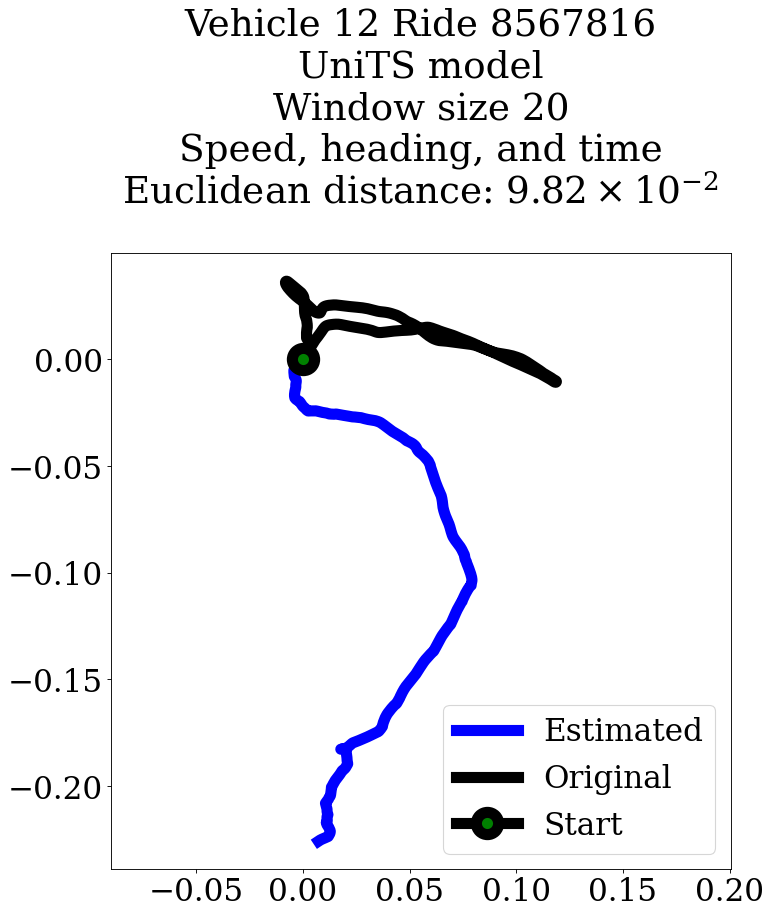 Vehicle 12 Ride 8567816
UniTS model
Window size 20
Speed, heading, and time
Euclidean distance: 9.82 × 10⁻²
0.00
−0.05
−0.10
−0.15
−0.20
Estimated
Original
Start
−0.05 0.00 0.05 0.10 0.15 0.20